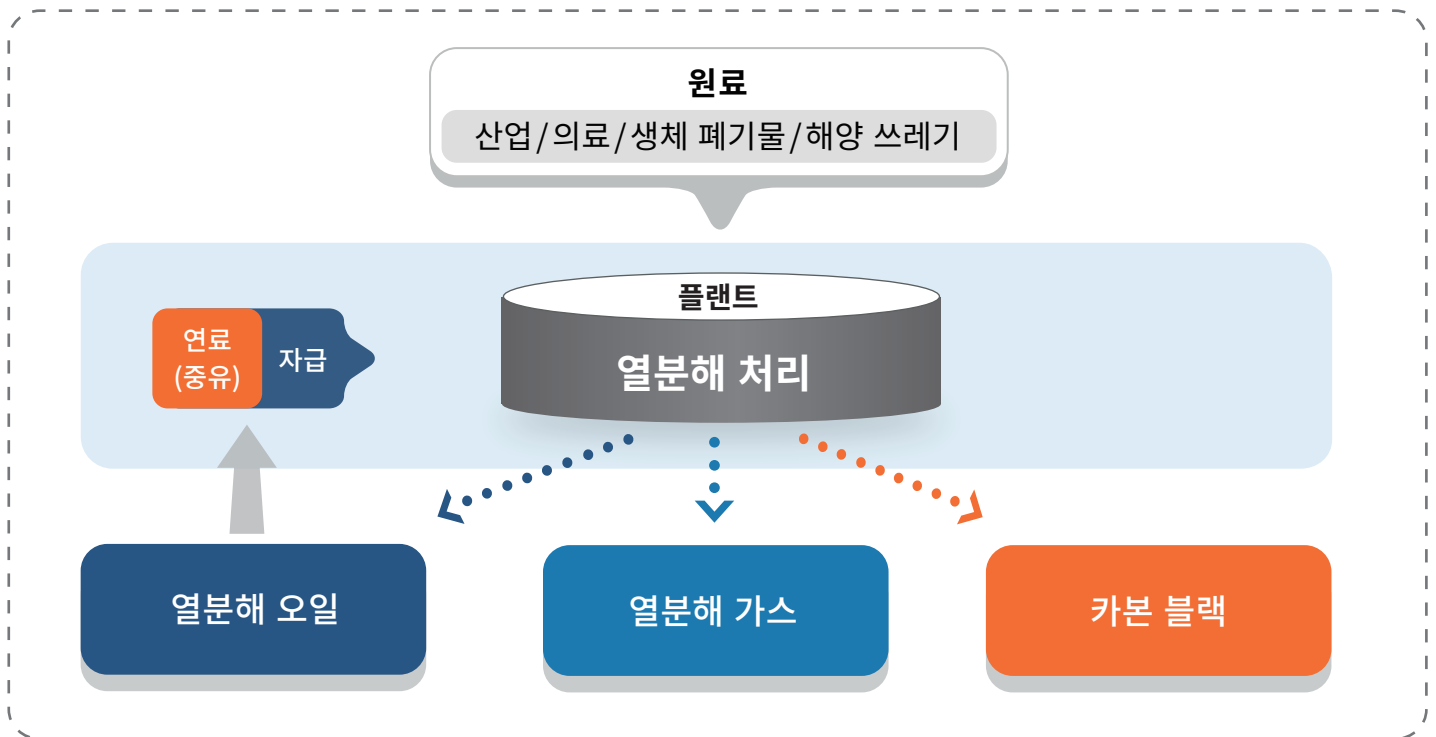 원료
산업/의료/생체 폐기물/해양 쓰레기
플랜트
열분해 처리
연료
(중유)
자급
열분해 오일
열분해 가스
카본 블랙